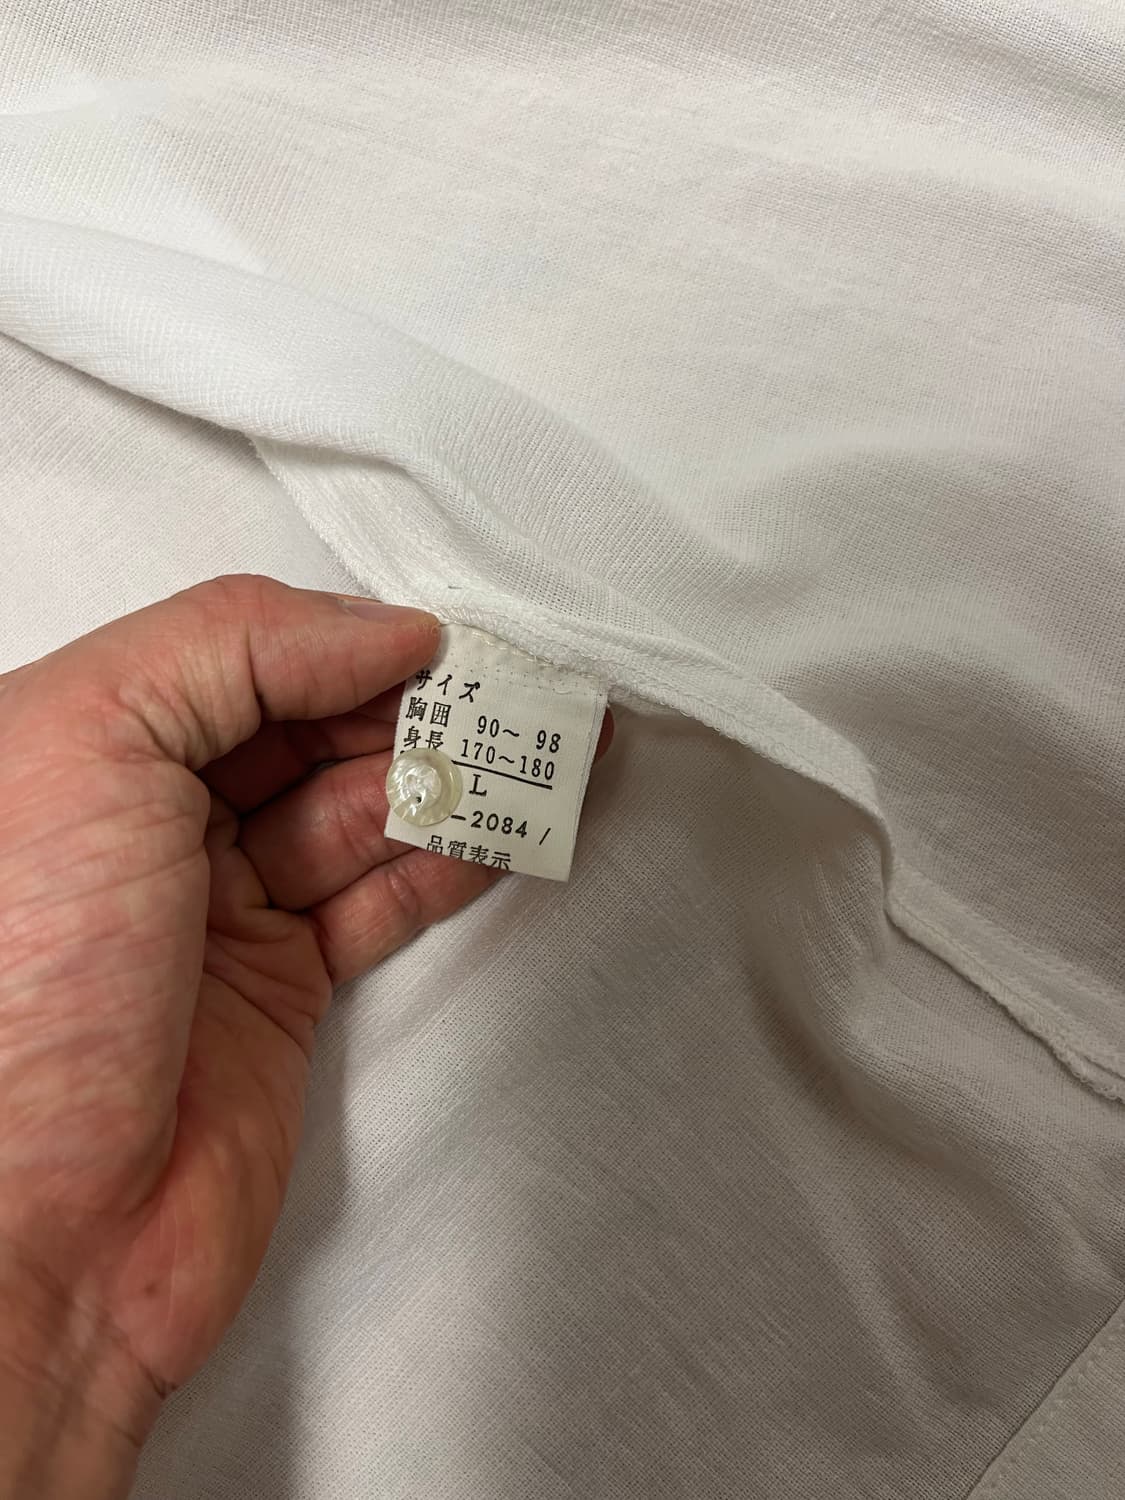 サイズ
胸囲 90～ 98
身長 170～180
L
－2084 /
品質表示